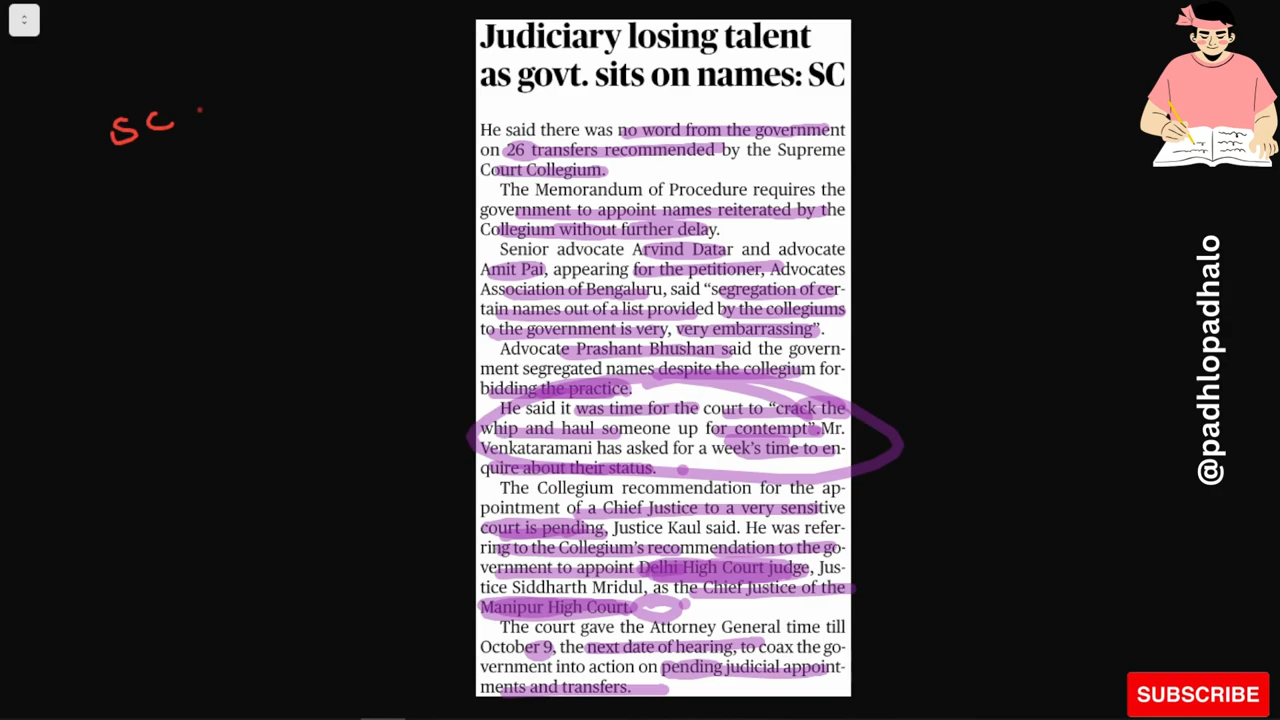 SC
Judiciary losing talent
as govt. sits on names: SC
He said there was no word from the government
on 26 transfers recommended by the Supreme
Court Collegium.
The Memorandum of Procedure requires the
government to appoint names reiterated by the
Collegium without further delay.
Senior advocate Arvind Datar and advocate
Amit Pai, appearing for the petitioner, Advocates
Association of Bengaluru, said “segregation of cer-
tain names out of a list provided by the collegiums
to the government is very, very embarrassing”.
Advocate Prashant Bhushan said the govern-
ment segregated names despite the collegium for-
bidding the practice.
He said it was time for the court to “crack the
whip and haul someone up for contempt”.Mr.
Venkataramani has asked for a week’s time to en-
quire about their status.
The Collegium recommendation for the ap-
pointment of a Chief Justice to a very sensitive
court is pending, Justice Kaul said. He was refer-
ring to the Collegium’s recommendation to the go-
vernment to appoint Delhi High Court judge, Jus-
tice Siddharth Mridul, as the Chief Justice of the
Manipur High Court.
The court gave the Attorney General time till
October 9, the next date of hearing, to coax the go-
vernment into action on pending judicial appoint-
ments and transfers.
@padhlopadhalo
SUBSCRIBE